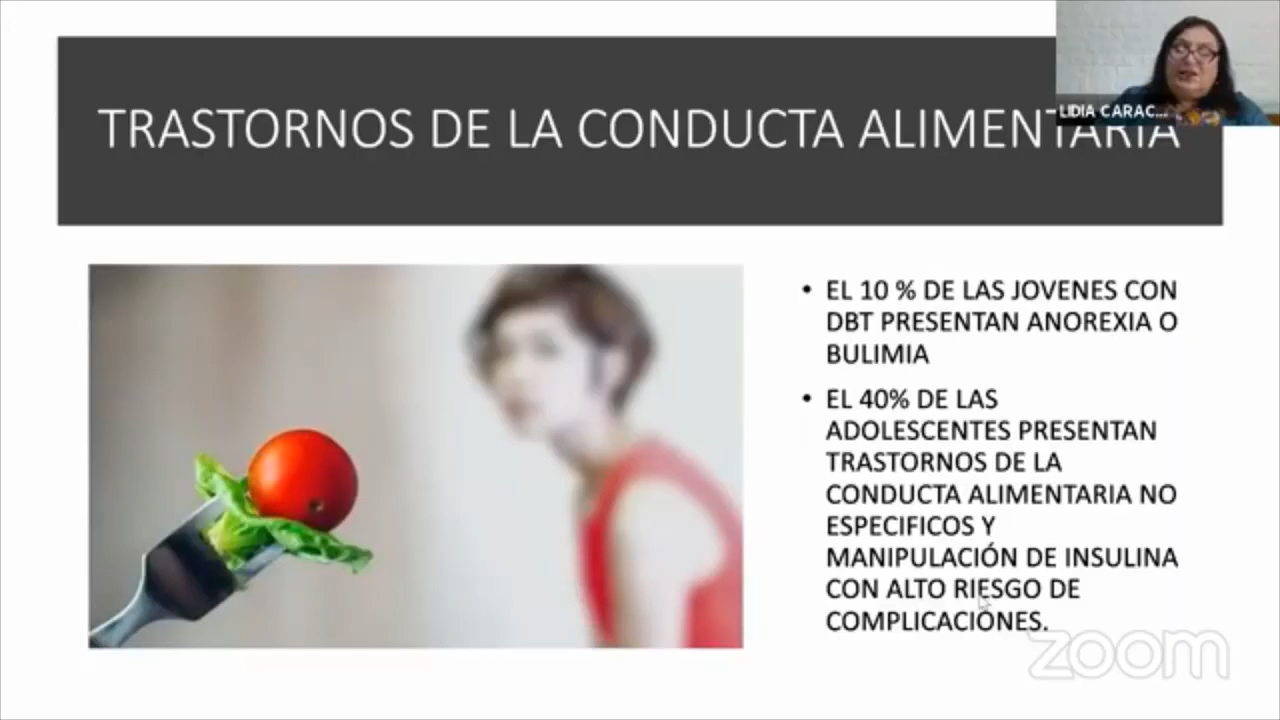 TRASTORNOS DE LA CONDUCTA ALIMENTARIA
LIDIA CARAC...
• EL 10 % DE LAS JOVENES CON
DBT PRESENTAN ANOREXIA O
BULIMIA
• EL 40% DE LAS
ADOLESCENTES PRESENTAN
TRASTORNOS DE LA
CONDUCTA ALIMENTARIA NO
ESPECIFICOS Y
MANIPULACIÓN DE INSULINA
CON ALTO RIESGO DE
COMPLICACIONES.
zoom